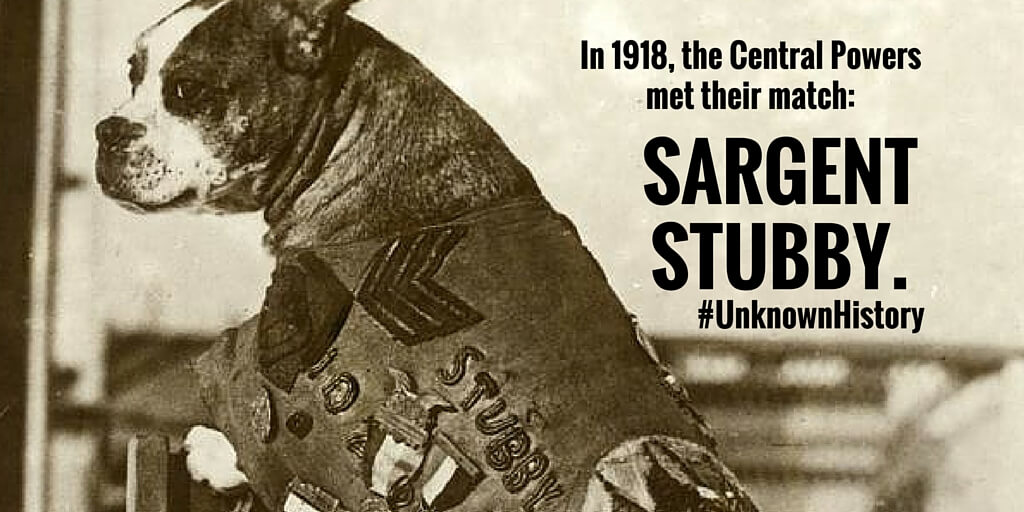 In 1918, the Central Powers
met their match:
SARGENT
STUBBY.
#UnknownHistory
STUBBY